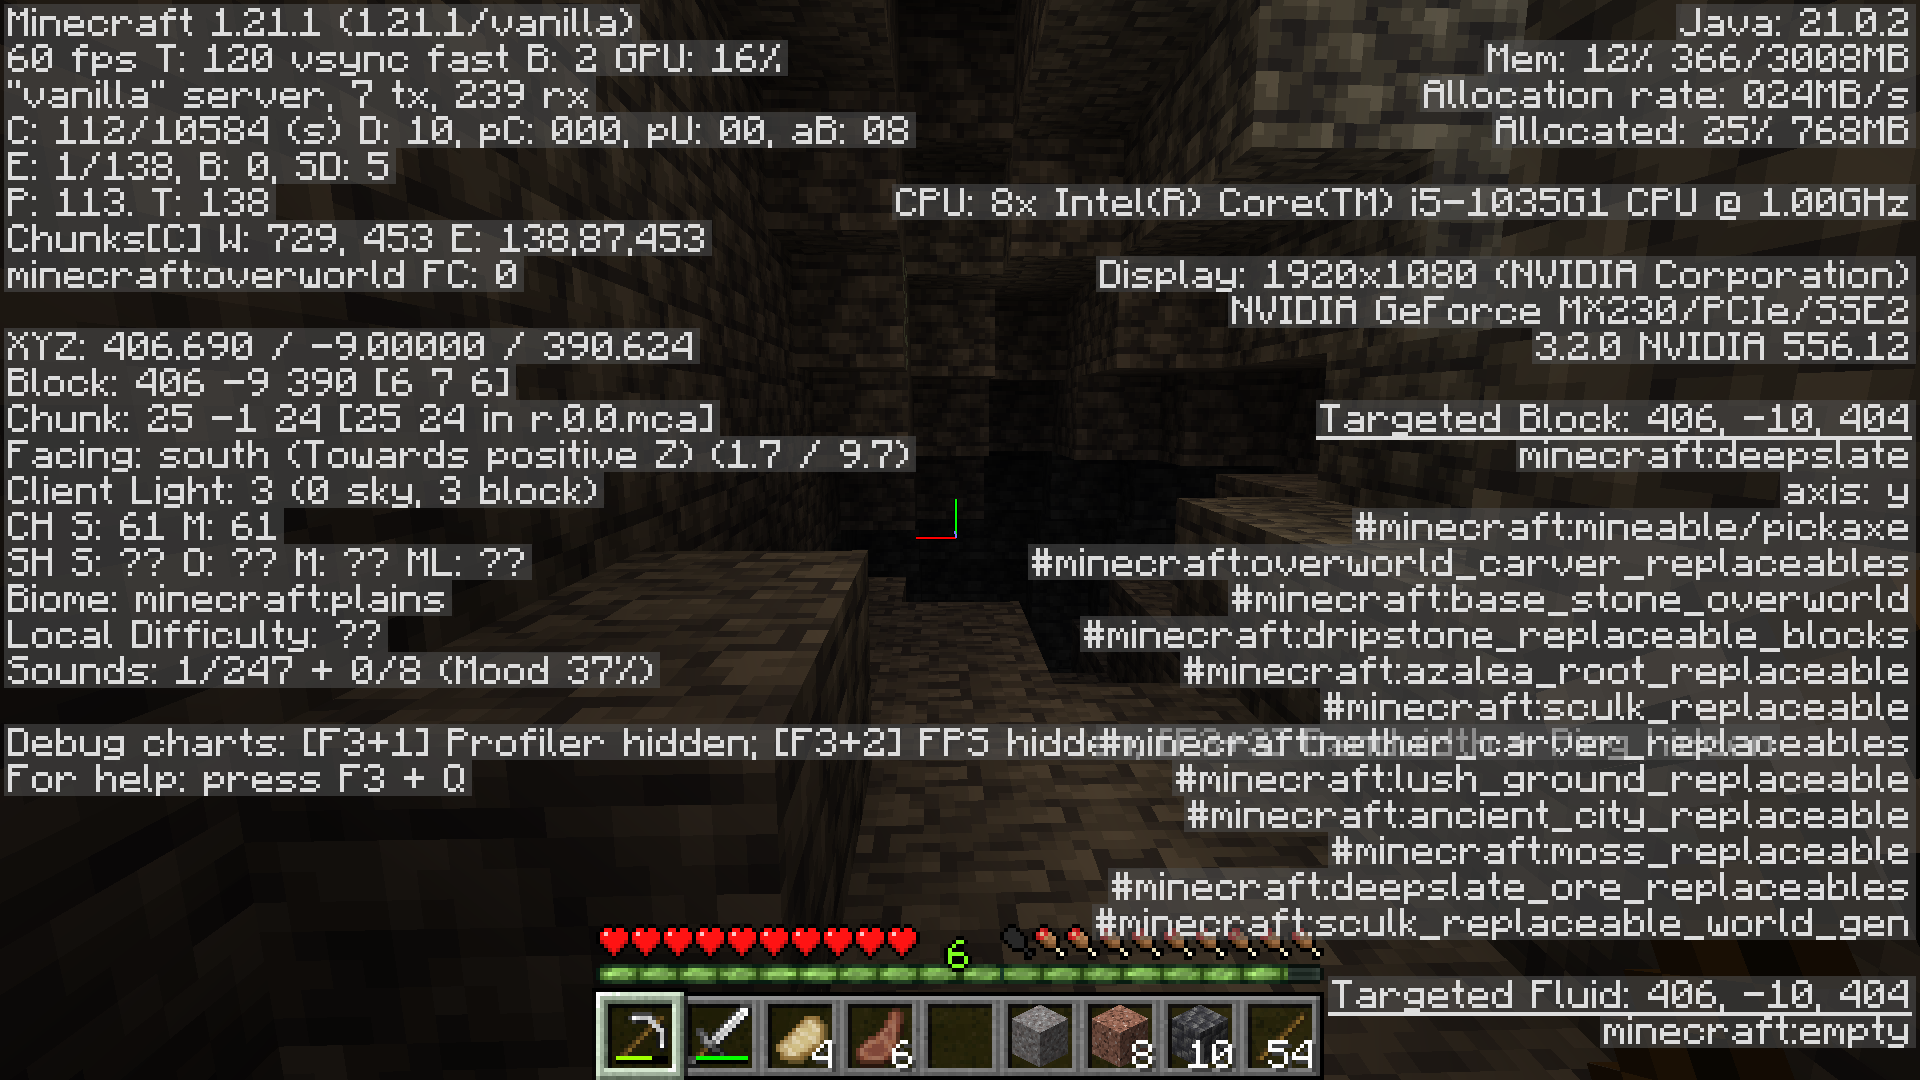 Minecraft 1.21.1 (1.21.1/vanilla)
60 fps T: 120 vsync fast B: 2 GPU: 16%
"vanilla" server, 7 tx, 239 rx
C: 112/10584 (s) D: 10, pC: 000, pU: 00, aB: 08
E: 1/138, B: 0, SD: 5
P: 113. T: 138
Chunks[C] W: 729, 453 E: 138,87,453
minecraft:overworld FC: 0
XYZ: 406.690 / -9.00000 / 390.624
Block: 406 -9 390 [6 7 6]
Chunk: 25 -1 24 [25 24 in r.0.0.mca]
Facing: south (Towards positive Z) (1.7 / 9.7)
Client Light: 3 (0 sky, 3 block)
CH S: 61 M: 61
SH S: ?? O: ?? M: ?? ML: ??
Biome: minecraft:plains
Local Difficulty: ??
Sounds: 1/247 + 0/8 (Mood 37%)
Debug charts: [F3+1] Profiler hidden; [F3+2] FPS
For help: press F3 + Q
Java: 21.0.2
Mem: 12% 366/3008MB
Allocation rate: 024MB/s
Allocated: 25% 768MB
CPU: 8x Intel(R) Core(TM) i5-1035G1 CPU @ 1.00GHz
Display: 1920x1080 (NVIDIA Corporation)
NVIDIA GeForce MX230/PCIe/SSE2
3.2.0 NVIDIA 556.12
Targeted Block: 406, -10, 404
minecraft:deepslate
axis: y
#minecraft:mineable/pickaxe
#minecraft:overworld_carver_replaceables
#minecraft:base_stone_overworld
#minecraft:dripstone_replaceable_blocks
#minecraft:azalea_root_replaceable
#minecraft:sculk_replaceable
#minecraft:nether_carver_replaceables
#minecraft:lush_ground_replaceable
#minecraft:ancient_city_replaceable
#minecraft:moss_replaceable
#minecraft:deepslate_ore_replaceables
#minecraft:sculk_replaceable_world_gen
Targeted Fluid: 406, -10, 404
minecraft:empty
6
4 6 8 10 54